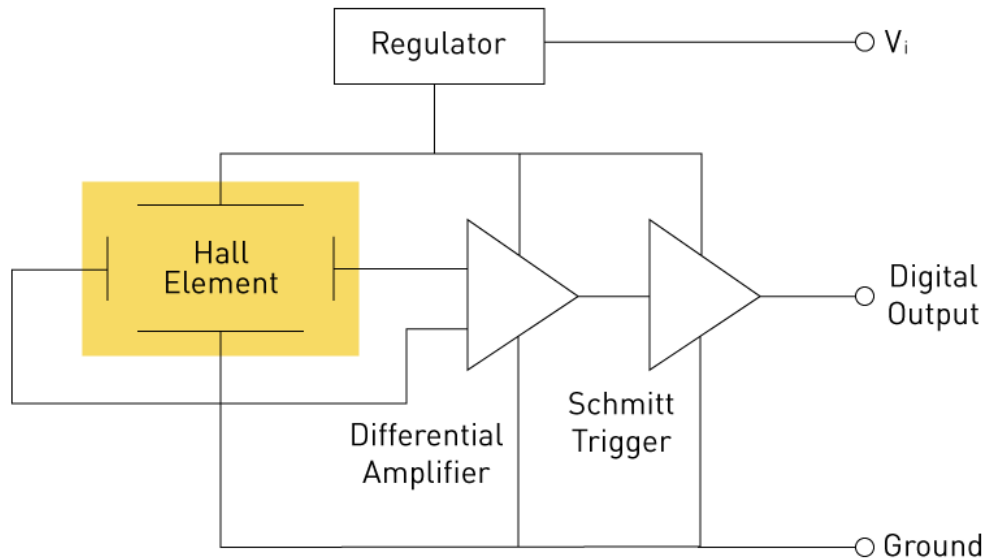 Regulator
Vᵢ
Hall
Element
Digital
Output
Schmitt
Trigger
Differential
Amplifier
Ground